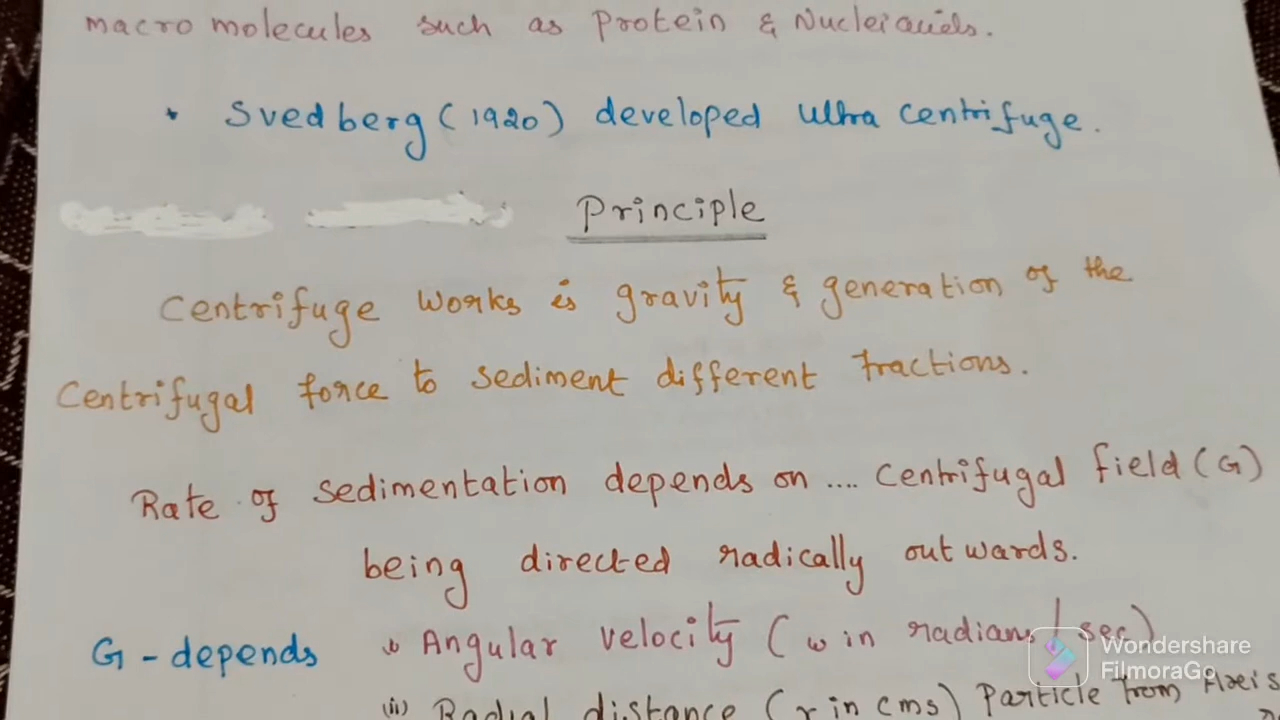 macro molecules such as Protein & Nucleicacids.
* Svedberg (1920) developed ultra centrifuge.
Principle
Centrifuge works is gravity & generation of the
Centrifugal force to sediment different fractions.
Rate of sedimentation depends on .... centrifugal field (G)
being directed radically outwards.
G - depends i) Angular velocity (ω in radians / sec)
(ii) Radial distance (r in cms) Particle from Axis
Wondershare
FilmoraGo